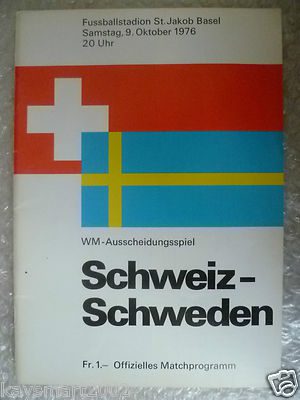 Fussballstadion St. Jakob Basel
Samstag, 9. Oktober 1976
20 Uhr
WM-Ausscheidungsspiel
Schweiz-
Schweden
Fr. 1.– Offizielles Matchprogramm